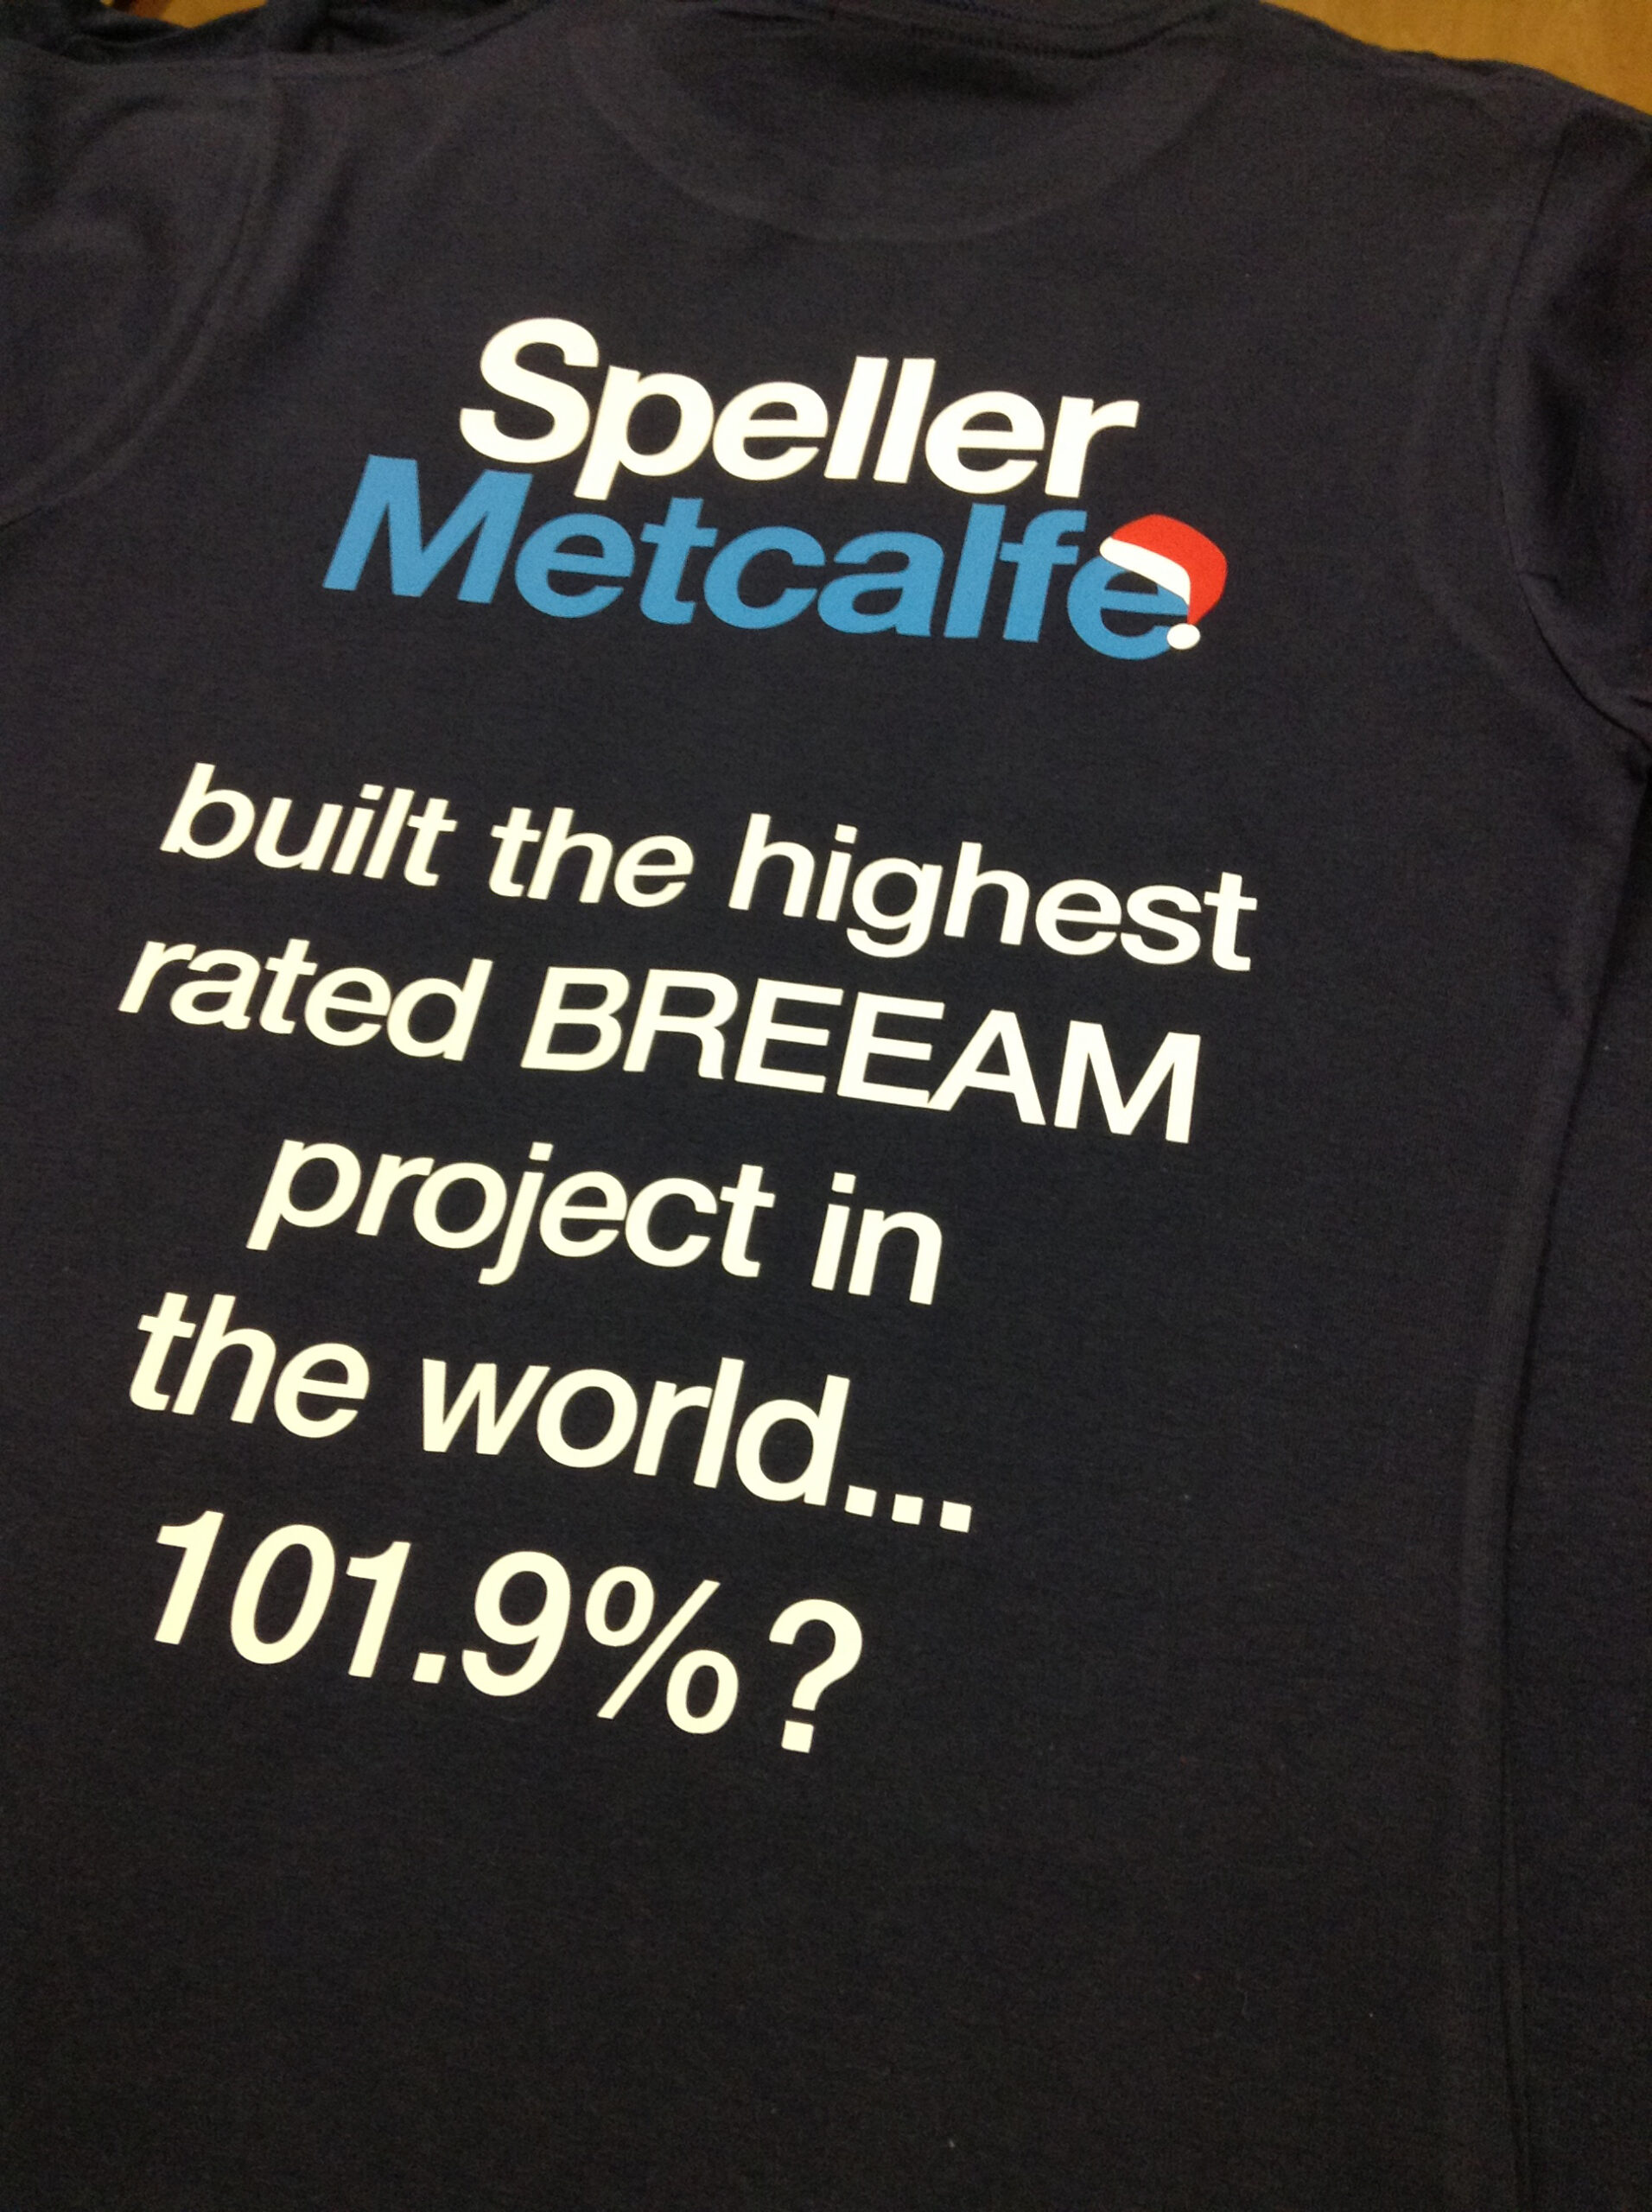 Speller
Metcalfe
built the highest
rated BREEAM
project in
the world...
101.9%?